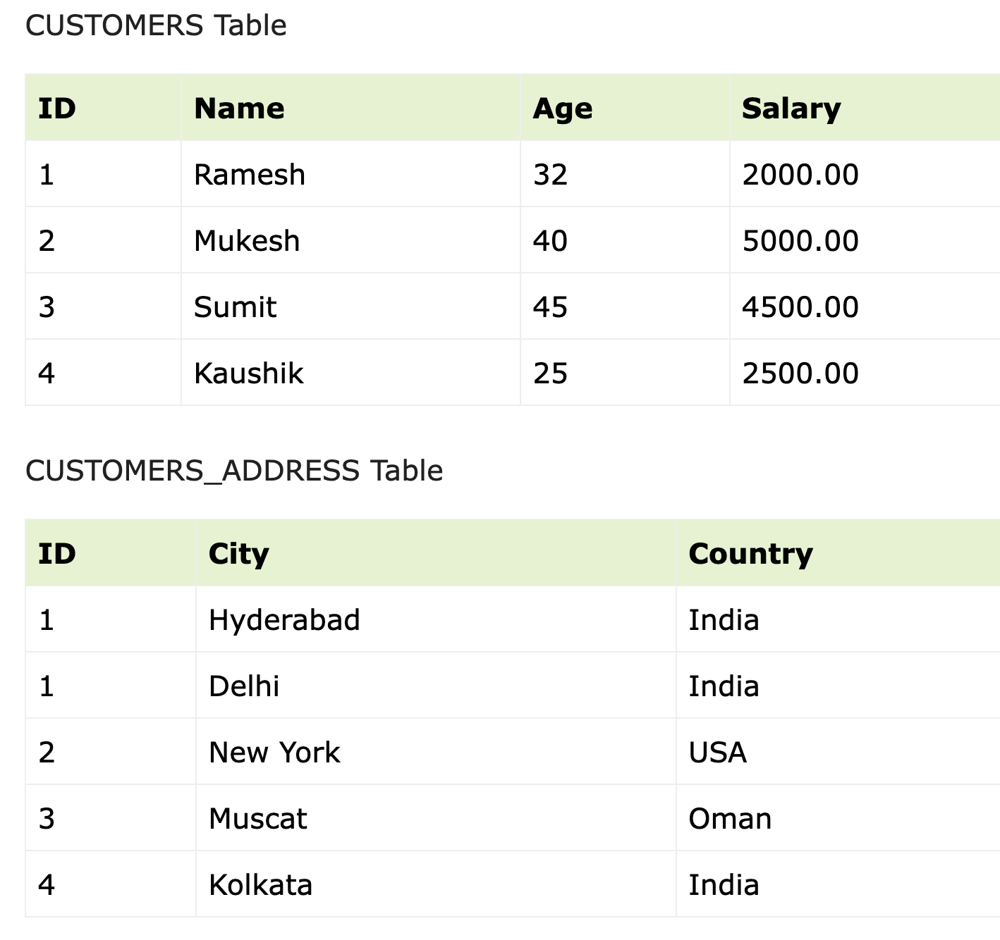 CUSTOMERS Table
ID Name Age Salary
1 Ramesh 32 2000.00
2 Mukesh 40 5000.00
3 Sumit 45 4500.00
4 Kaushik 25 2500.00
CUSTOMERS_ADDRESS Table
ID City Country
1 Hyderabad India
1 Delhi India
2 New York USA
3 Muscat Oman
4 Kolkata India